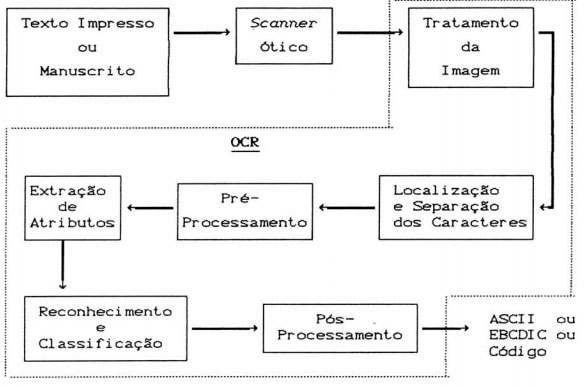 Texto Impresso
ou
Manuscrito
Scanner
ótico
Tratamento
da
Imagem
OCR
Extração
de
Atributos
Pré-
Processamento
Localização
e Separação
dos Caracteres
Reconhecimento
e
Classificação
Pós-
Processamento
ASCII ou
EBCDIC ou
Código